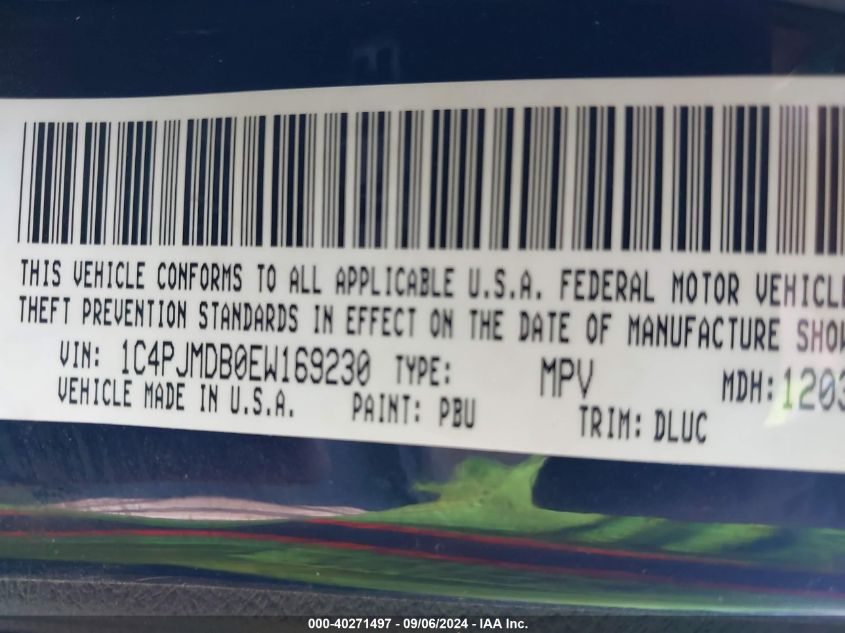 THIS VEHICLE CONFORMS TO ALL APPLICABLE U.S.A. FEDERAL MOTOR VEHICLE
THEFT PREVENTION STANDARDS IN EFFECT ON THE DATE OF MANUFACTURE SHOW
VIN: 1C4PJMDB0EW169230 TYPE: MPV MDH: 1203
VEHICLE MADE IN U.S.A. PAINT: PBU TRIM: DLUC
000-40271497 - 09/06/2024 - IAA Inc.